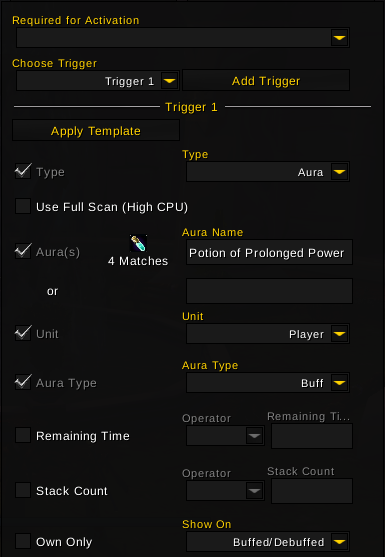 Required for Activation
Choose Trigger
Trigger 1
Add Trigger
Trigger 1
Apply Template
Type
Type
Aura
Use Full Scan (High CPU)
Aura Name
Aura(s)
4 Matches
Potion of Prolonged Power
or
Unit
Unit
Player
Aura Type
Aura Type
Buff
Operator
Remaining Ti...
Remaining Time
Operator
Stack Count
Stack Count
Show On
Own Only
Buffed/Debuffed